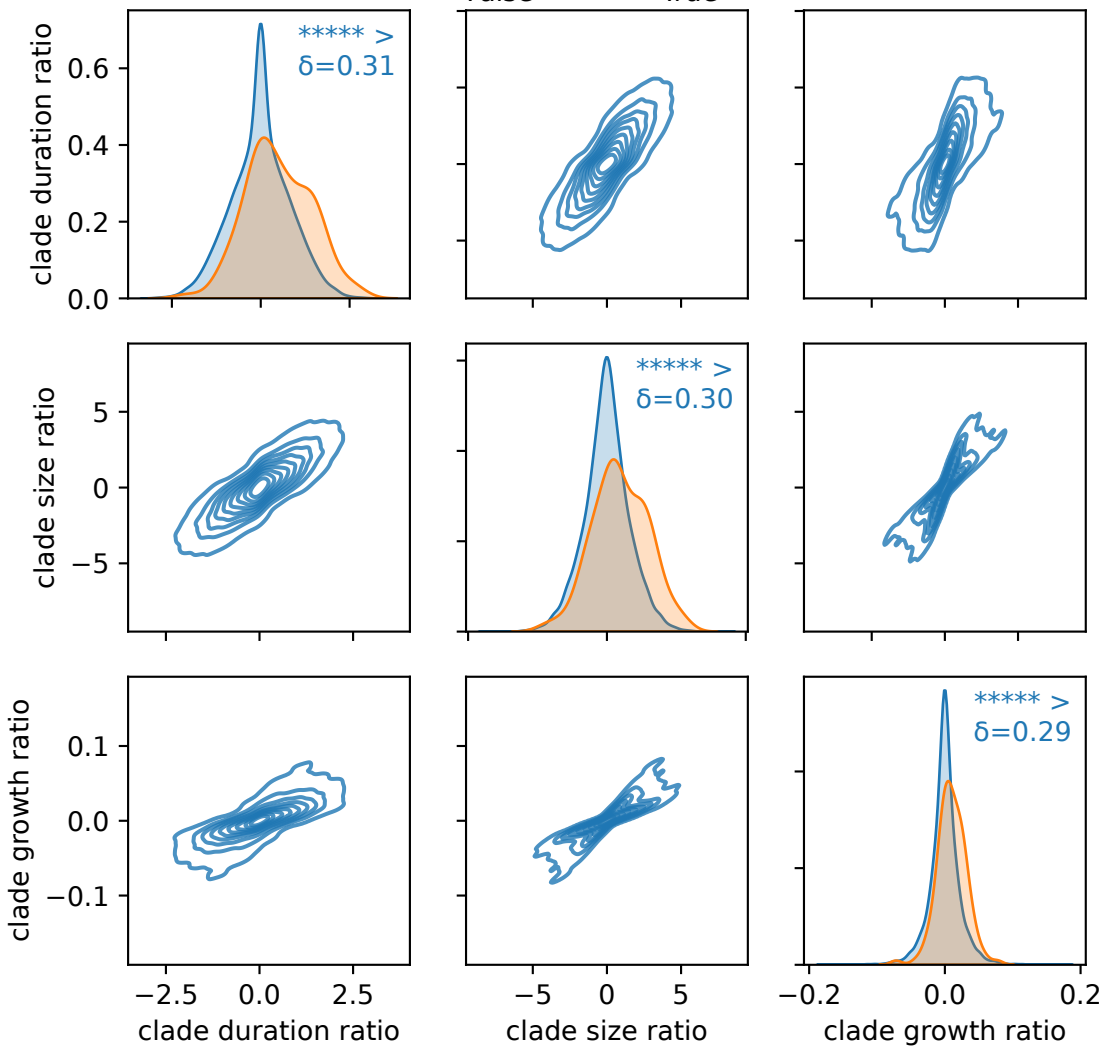 ***** >
δ=0.31
clade duration ratio
0.6
0.4
0.2
0.0
***** >
δ=0.30
clade size ratio
5
0
−5
***** >
δ=0.29
clade growth ratio
0.1
0.0
−0.1
−2.5 0.0 2.5
−5 0 5
−0.2 0.0 0.2
clade duration ratio
clade size ratio
clade growth ratio